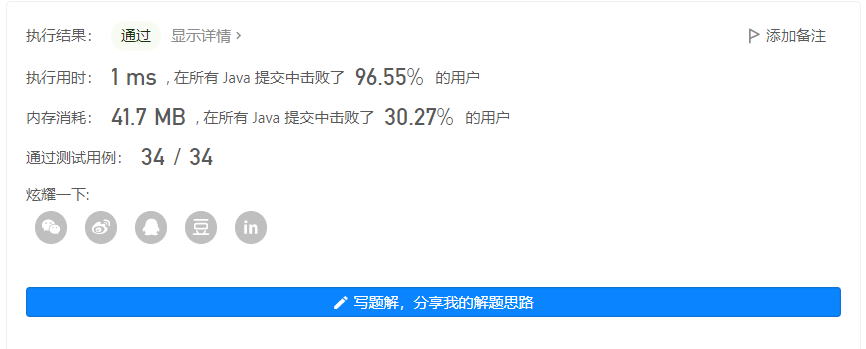 执行结果： 通过 显示详情 › 添加备注
执行用时： 1 ms , 在所有 Java 提交中击败了 96.55% 的用户
内存消耗： 41.7 MB , 在所有 Java 提交中击败了 30.27% 的用户
通过测试用例： 34 / 34
炫耀一下:
豆 in
写题解，分享我的解题思路